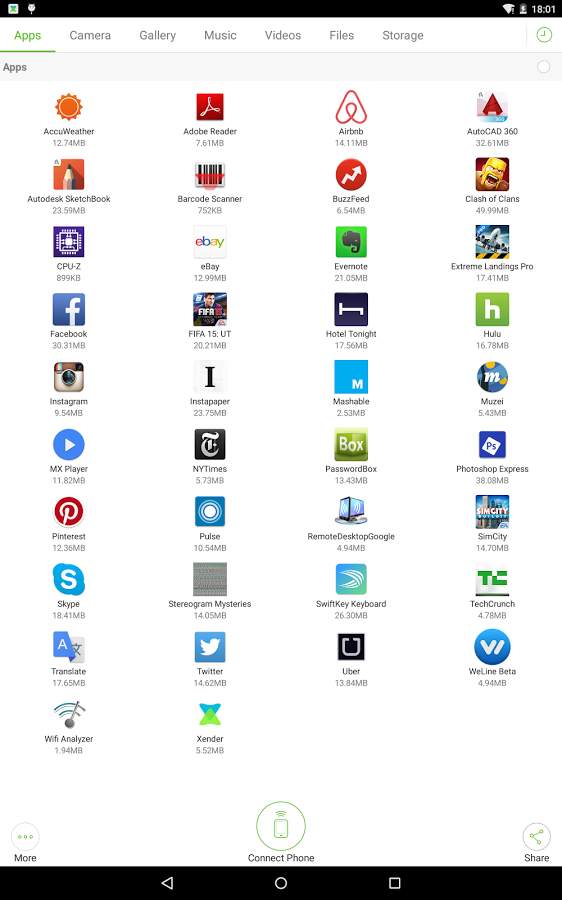 18:01
Apps Camera Gallery Music Videos Files Storage
Apps
AccuWeather Adobe Reader Airbnb AutoCAD 360
12.74MB 7.61MB 14.11MB 32.61MB
Autodesk SketchBook Barcode Scanner BuzzFeed Clash of Clans
23.59MB 752KB 6.54MB 49.99MB
CPU-Z eBay Evernote Extreme Landings Pro
899KB 12.99MB 21.05MB 17.41MB
Facebook FIFA 15: UT Hotel Tonight Hulu
30.31MB 20.21MB 17.56MB 16.78MB
Instagram Instapaper Mashable Muzei
9.54MB 23.75MB 2.53MB 5.43MB
MX Player NYTimes PasswordBox Photoshop Express
11.82MB 5.73MB 13.43MB 38.08MB
Pinterest Pulse RemoteDesktopGoogle SimCity
12.36MB 10.54MB 4.94MB 14.70MB
Skype Stereogram Mysteries SwiftKey Keyboard TechCrunch
18.41MB 14.05MB 26.30MB 4.78MB
Translate Twitter Uber WeLine Beta
17.65MB 14.62MB 13.84MB 4.94MB
Wifi Analyzer Xender
1.94MB 5.52MB
More Connect Phone Share